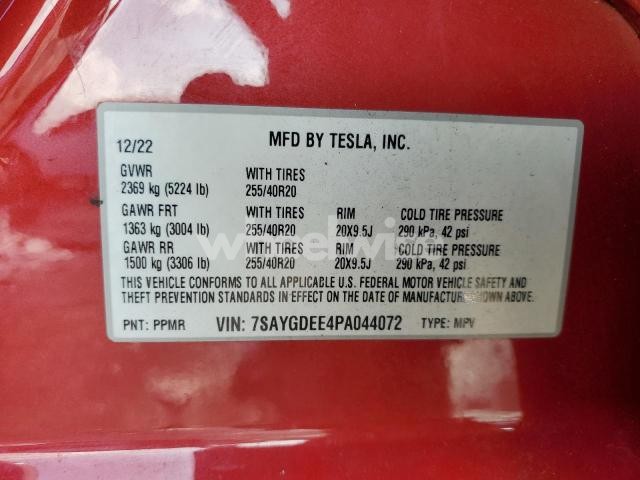 12/22 MFD BY TESLA, INC.
GVWR WITH TIRES
2369 kg (5224 lb) 255/40R20
GAWR FRT WITH TIRES RIM COLD TIRE PRESSURE
1363 kg (3004 lb) 255/40R20 20X9.5J 290 kPa, 42 psi
GAWR RR WITH TIRES RIM COLD TIRE PRESSURE
1500 kg (3306 lb) 255/40R20 20X9.5J 290 kPa, 42 psi
THIS VEHICLE CONFORMS TO ALL APPLICABLE U.S. FEDERAL MOTOR VEHICLE SAFETY AND
THEFT PREVENTION STANDARDS IN EFFECT ON THE DATE OF MANUFACTURE SHOWN ABOVE.
PNT: PPMR VIN: 7SAYGDEE4PA044072 TYPE: MPV